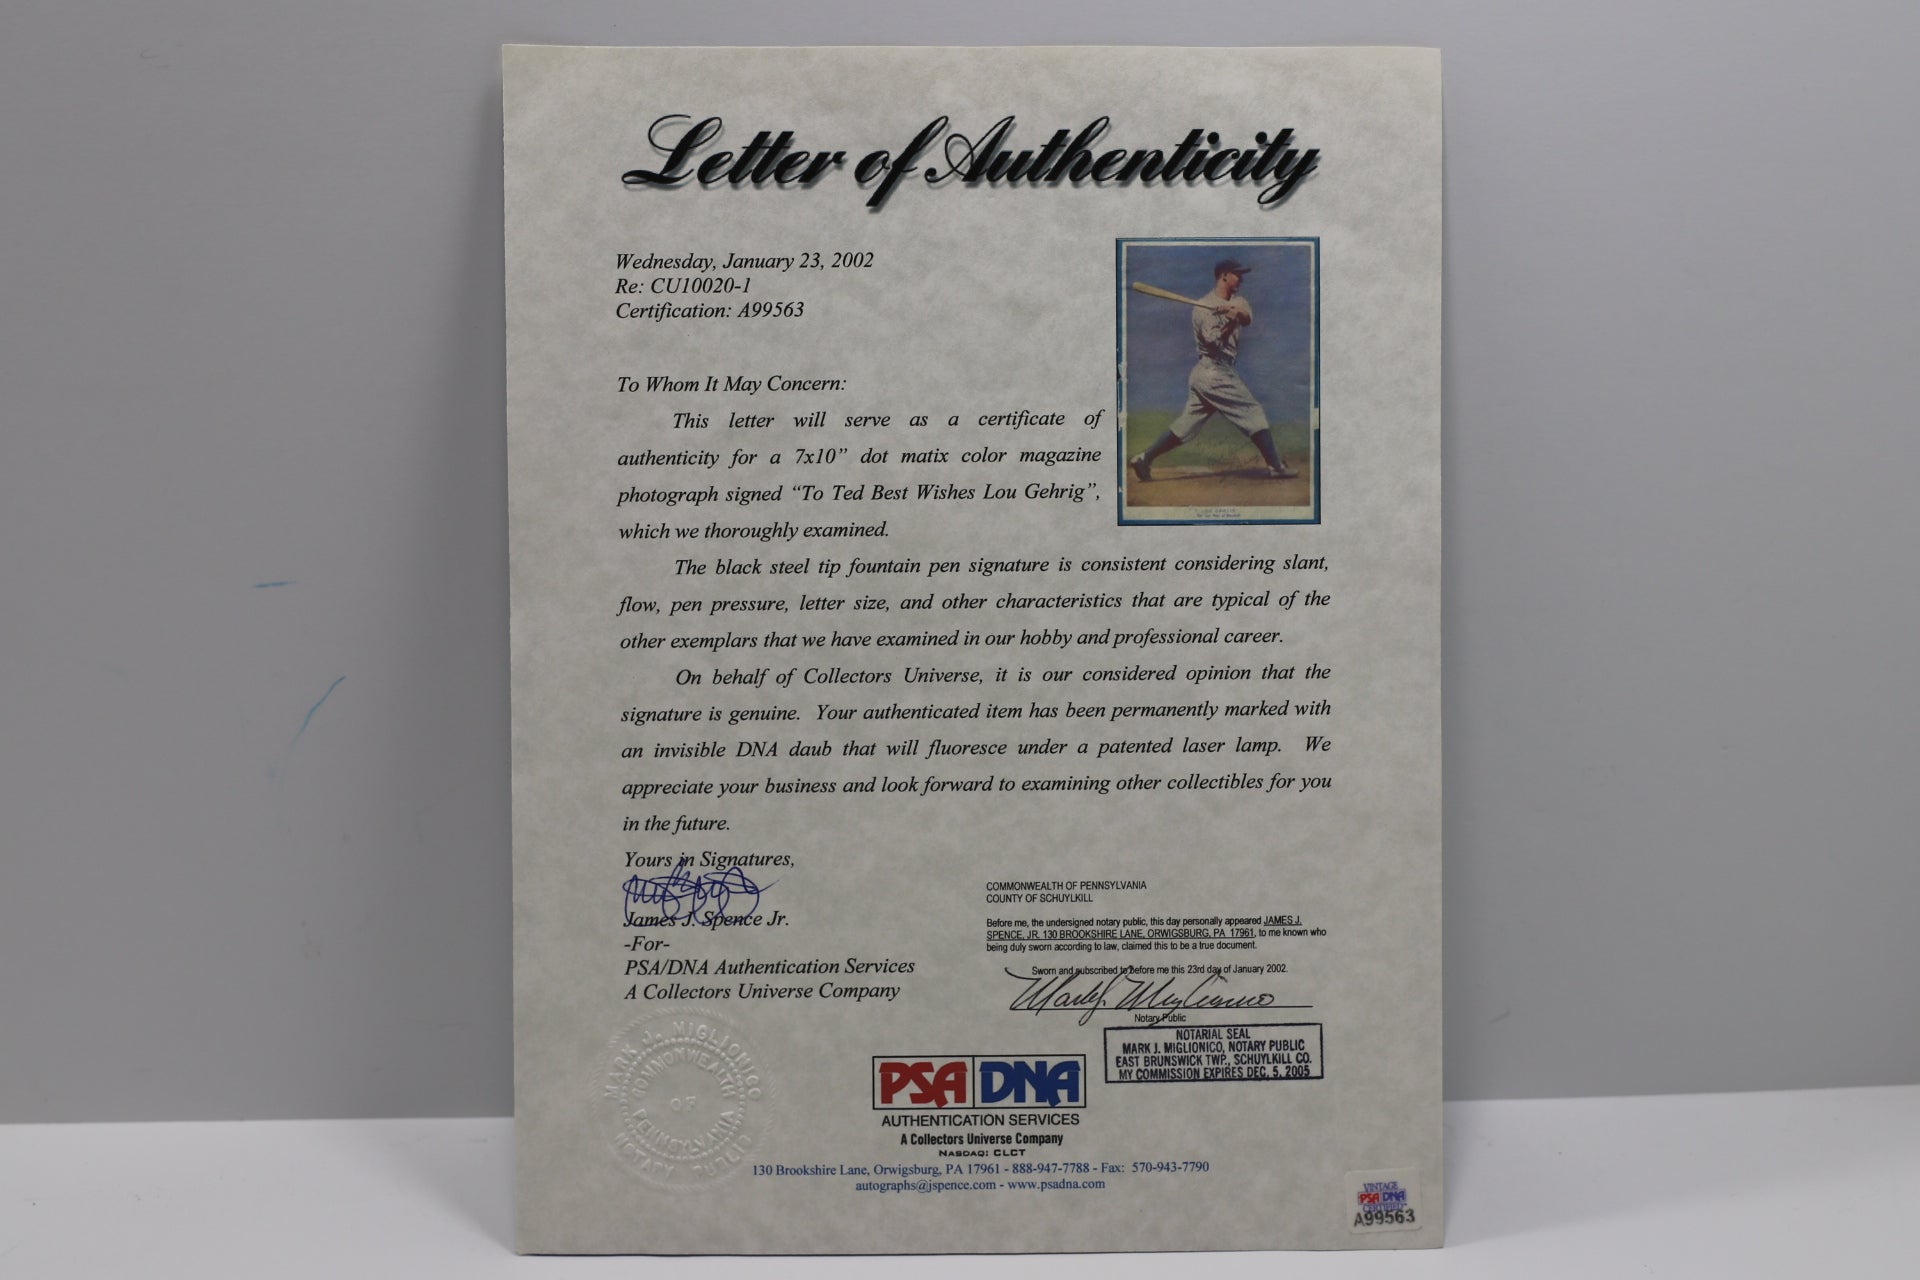 Letter of Authenticity
Wednesday, January 23, 2002
Re: CU10020-1
Certification: A99563
To Whom It May Concern:
This letter will serve as a certificate of
authenticity for a 7x10” dot matix color magazine
photograph signed “To Ted Best Wishes Lou Gehrig”,
which we thoroughly examined.
The black steel tip fountain pen signature is consistent considering slant,
flow, pen pressure, letter size, and other characteristics that are typical of the
other exemplars that we have examined in our hobby and professional career.
On behalf of Collectors Universe, it is our considered opinion that the
signature is genuine. Your authenticated item has been permanently marked with
an invisible DNA daub that will fluoresce under a patented laser lamp. We
appreciate your business and look forward to examining other collectibles for you
in the future.
Yours in Signatures,
James J. Spence Jr.
-For-
PSA/DNA Authentication Services
A Collectors Universe Company
COMMONWEALTH OF PENNSYLVANIA
COUNTY OF SCHUYLKILL
Before me, the undersigned notary public, this day personally appeared JAMES J.
SPENCE, JR. 130 BROOKSHIRE LANE, ORWIGSBURG, PA 17961, to me known who
being duly sworn according to law, claimed this to be a true document.
Sworn and subscribed to before me this 23rd day of January 2002.
Mark J. Miglionico
Notary Public
NOTARIAL SEAL
MARK J. MIGLIONICO, NOTARY PUBLIC
EAST BRUNSWICK TWP., SCHUYLKILL CO.
MY COMMISSION EXPIRES DEC. 5, 2005
MARK J. MIGLIONICO
COMMONWEALTH
OF
PENNSYLVANIA
NOTARY PUBLIC
PSA DNA
AUTHENTICATION SERVICES
A Collectors Universe Company
NASDAQ: CLCT
130 Brookshire Lane, Orwigsburg, PA 17961 - 888-947-7788 - Fax: 570-943-7790
autographs@jspence.com - www.psadna.com
VINTAGE
PSA DNA
CERTIFIED
A99563